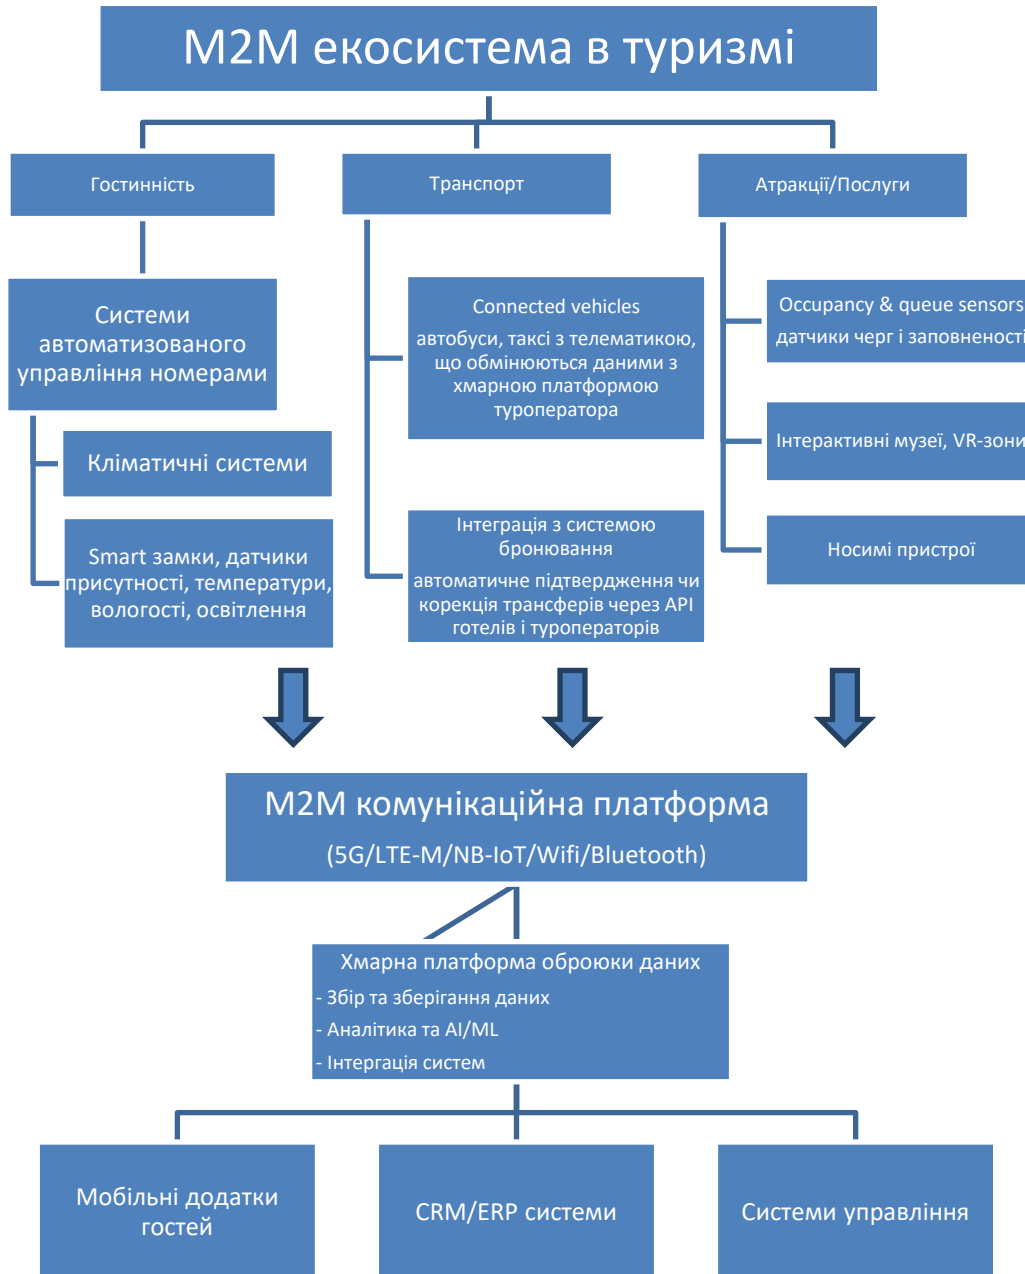 М2М екосистема в туризмі
Гостинність
Транспорт
Атракції/Послуги
Системи
автоматизованого
управління номерами
Кліматичні системи
Smart замки, датчики
присутності, температури,
вологості, освітлення
Connected vehicles
автобуси, таксі з телематикою,
що обмінюються даними з
хмарною платформою
туроператора
Інтеграція з системою
бронювання
автоматичне підтвердження чи
корекція трансферів через API
готелів і туроператорів
Occupancy & queue sensors
датчики черг і заповненості
Інтерактивні музеї, VR-зони
Носимі пристрої
М2М комунікаційна платформа
(5G/LTE-M/NB-IoT/Wifi/Bluetooth)
Хмарна платформа оброюки даних
- Збір та зберігання даних
- Аналітика та AI/ML
- Інтергація систем
Мобільні додатки
гостей
CRM/ERP системи
Системи управління